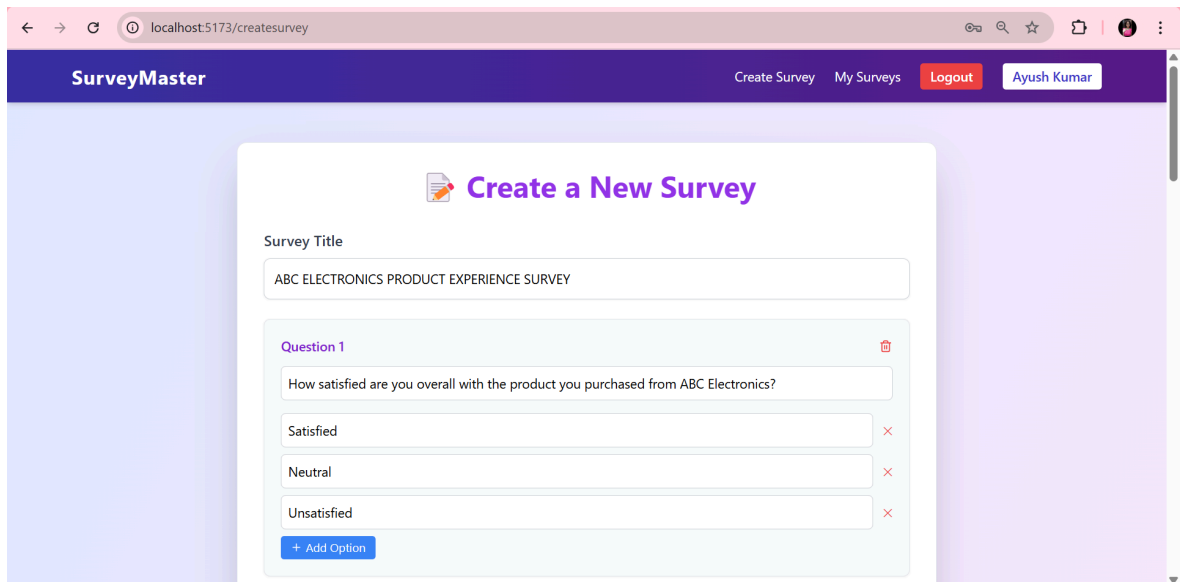 localhost:5173/createsurvey
SurveyMaster
Create Survey My Surveys Logout Ayush Kumar
Create a New Survey
Survey Title
ABC ELECTRONICS PRODUCT EXPERIENCE SURVEY
Question 1
How satisfied are you overall with the product you purchased from ABC Electronics?
Satisfied
Neutral
Unsatisfied
+ Add Option